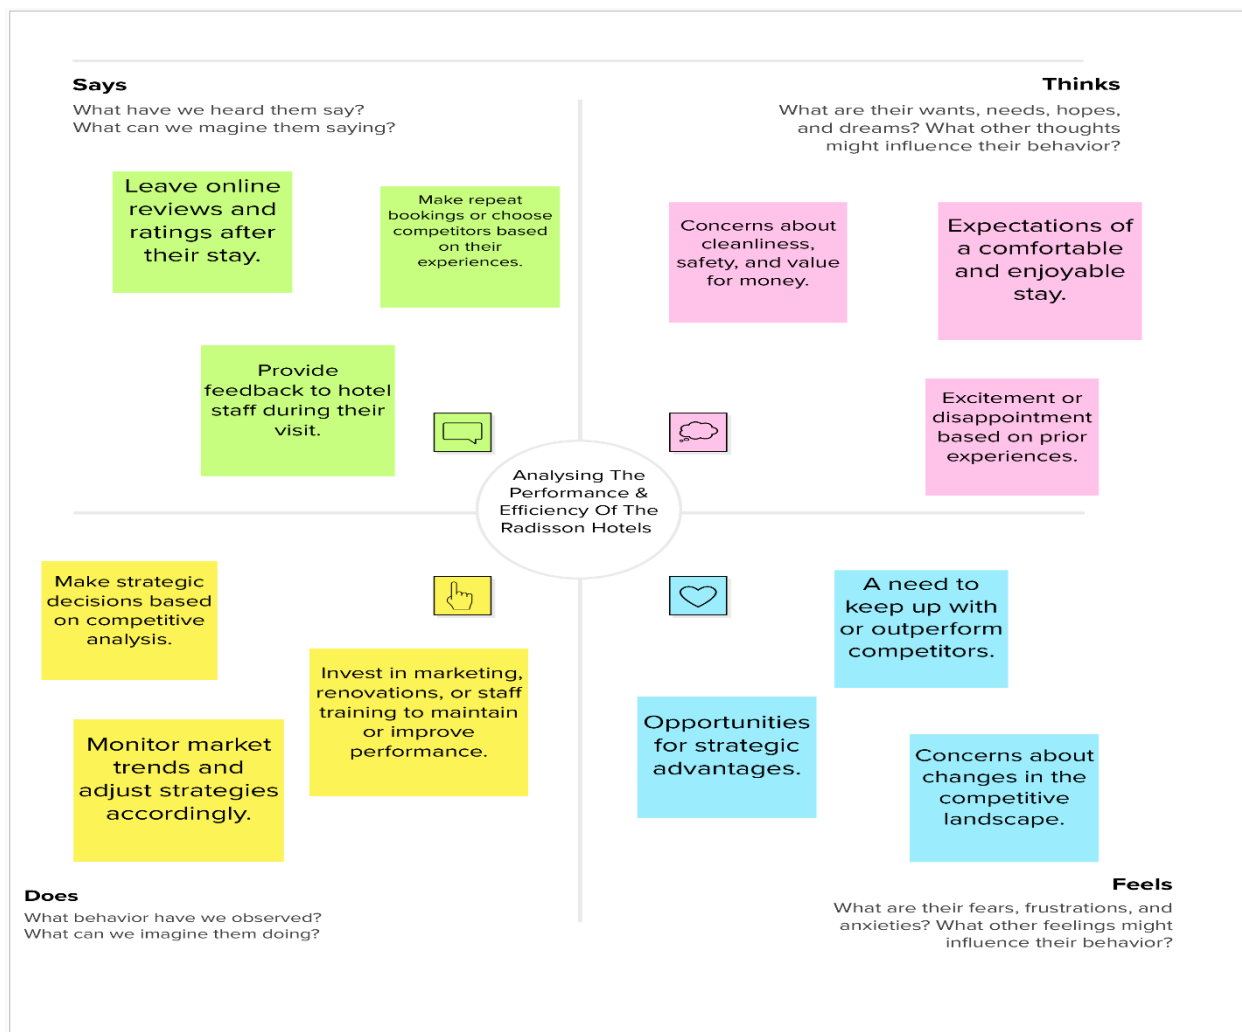 Says
What have we heard them say?
What can we magine them saying?
Thinks
What are their wants, needs, hopes,
and dreams? What other thoughts
might influence their behavior?
Leave online
reviews and
ratings after
their stay.
Make repeat
bookings or choose
competitors based
on their
experiences.
Provide
feedback to hotel
staff during their
visit.
Concerns about
cleanliness,
safety, and value
for money.
Expectations of
a comfortable
and enjoyable
stay.
Excitement or
disappointment
based on prior
experiences.
Analysing The
Performance &
Efficiency Of The
Radisson Hotels
Make strategic
decisions based
on competitive
analysis.
Invest in marketing,
renovations, or staff
training to maintain
or improve
performance.
Monitor market
trends and
adjust strategies
accordingly.
A need to
keep up with
or outperform
competitors.
Opportunities
for strategic
advantages.
Concerns about
changes in the
competitive
landscape.
Does
What behavior have we observed?
What can we imagine them doing?
Feels
What are their fears, frustrations, and
anxieties? What other feelings might
influence their behavior?